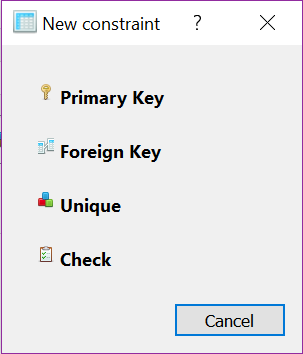 New constraint ?
Primary Key
Foreign Key
Unique
Check
Cancel